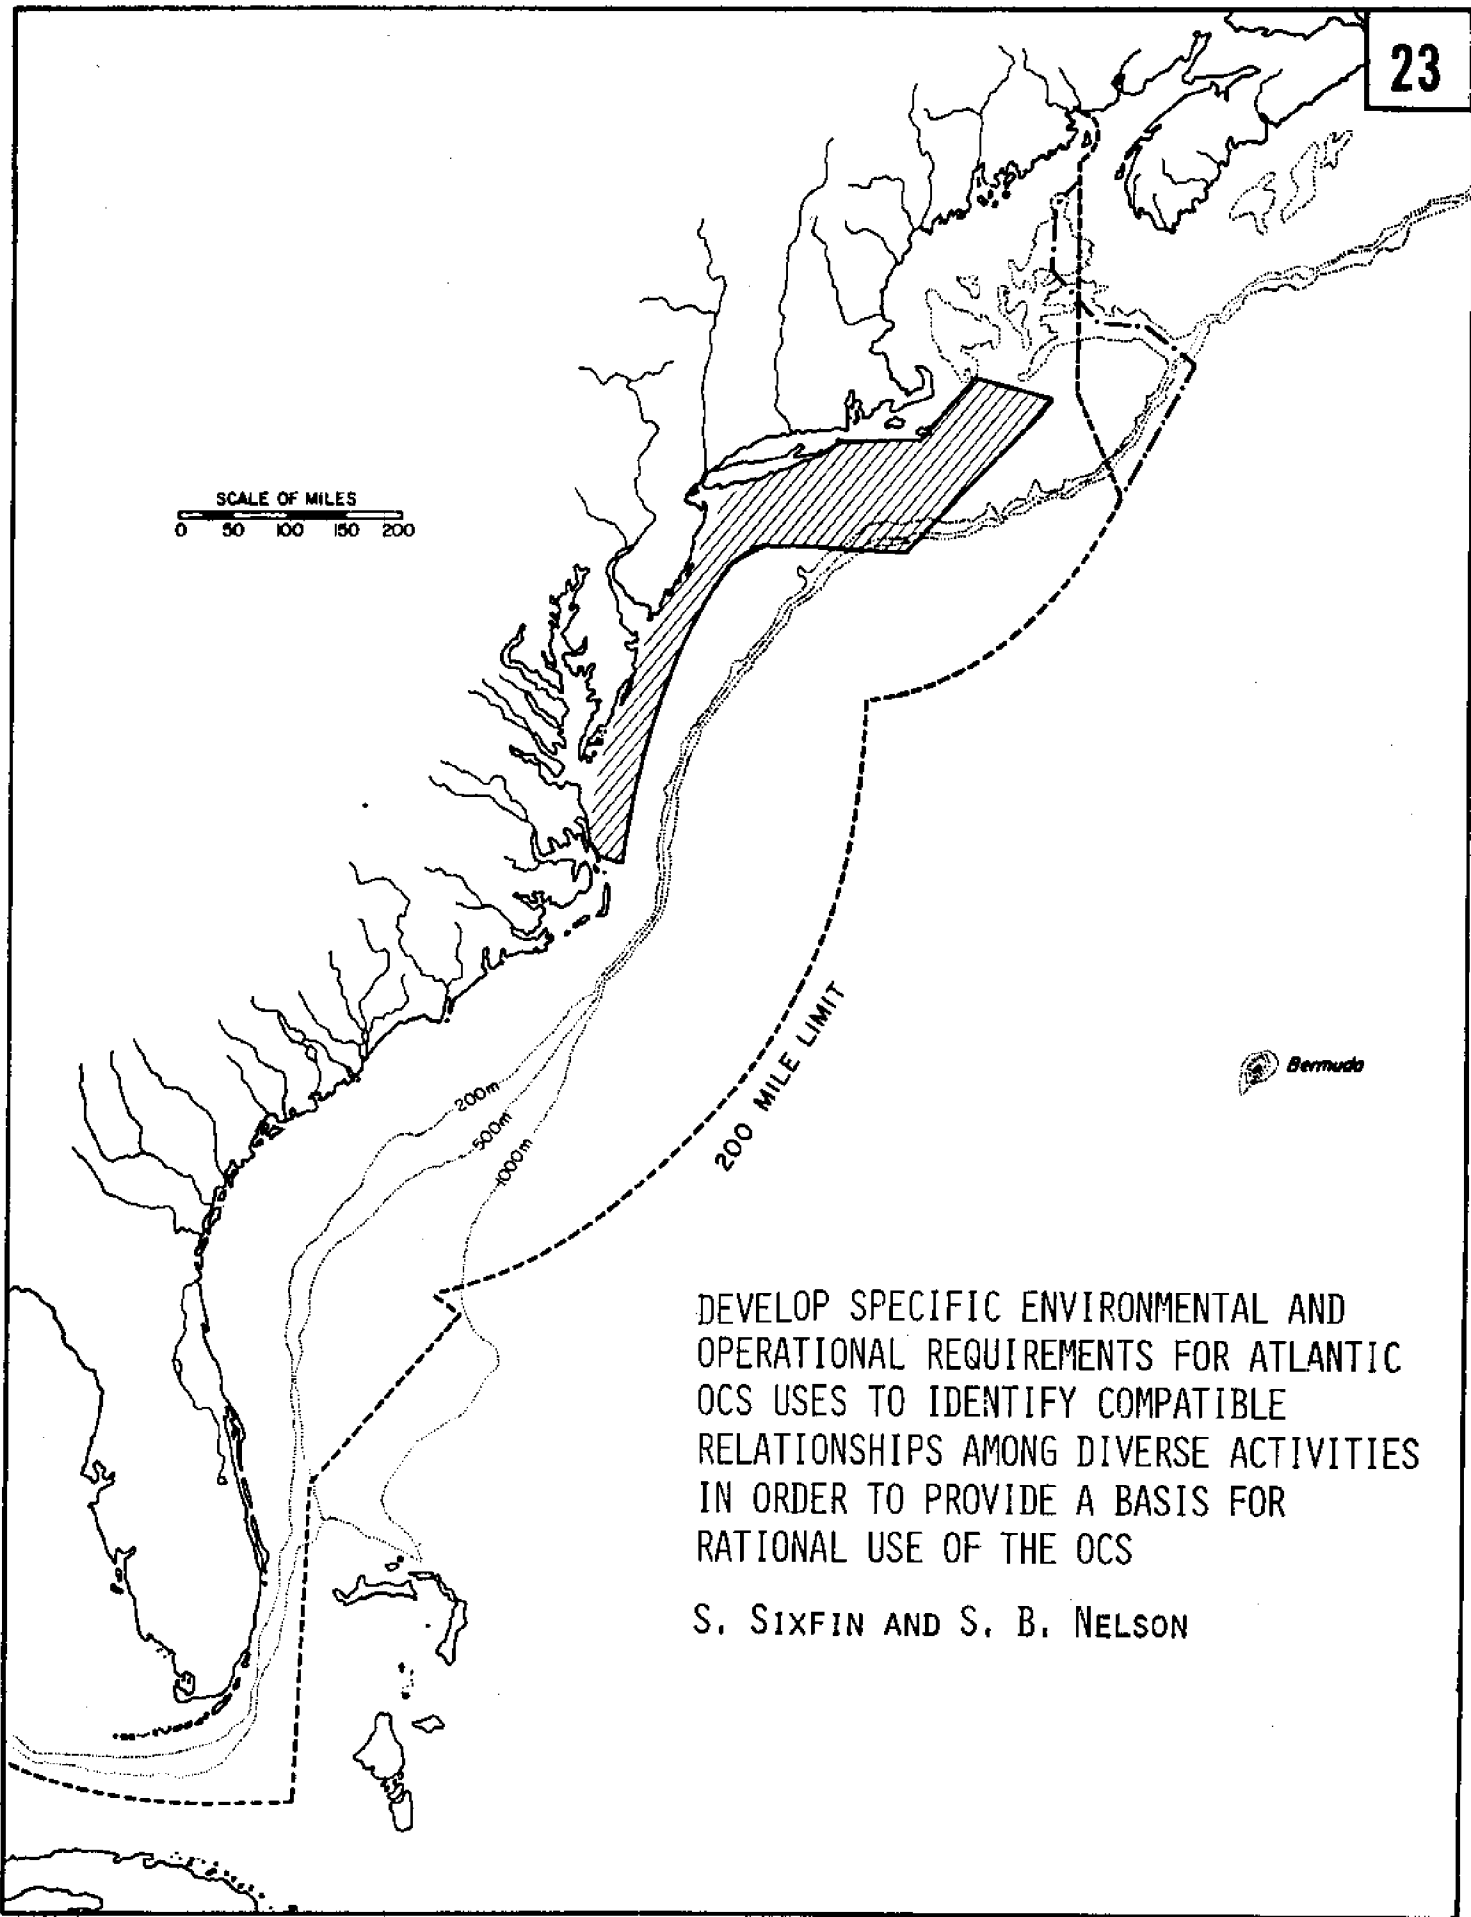 23
SCALE OF MILES
0 50 100 150 200
200 MILE LIMIT
Bermuda
200m
500m
1000m
DEVELOP SPECIFIC ENVIRONMENTAL AND
OPERATIONAL REQUIREMENTS FOR ATLANTIC
OCS USES TO IDENTIFY COMPATIBLE
RELATIONSHIPS AMONG DIVERSE ACTIVITIES
IN ORDER TO PROVIDE A BASIS FOR
RATIONAL USE OF THE OCS
S. SIXFIN AND S. B. NELSON